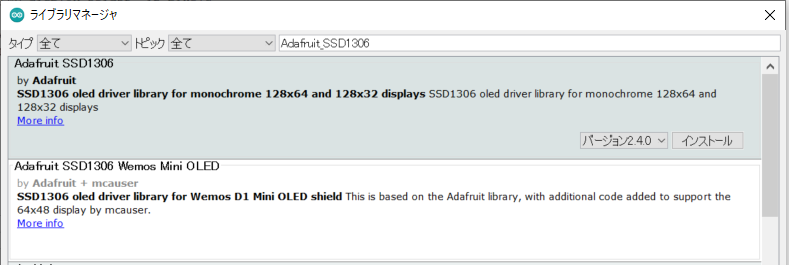 ライブラリマネージャ
タイプ 全て トピック 全て Adafruit_SSD1306
Adafruit SSD1306
by Adafruit
SSD1306 oled driver library for monochrome 128x64 and 128x32 displays SSD1306 oled driver library for monochrome 128x64 and
128x32 displays
More info
バージョン2.4.0 インストール
Adafruit SSD1306 Wemos Mini OLED
by Adafruit + mcauser
SSD1306 oled driver library for Wemos D1 Mini OLED shield This is based on the Adafruit library, with additional code added to support the
64x48 display by mcauser.
More info